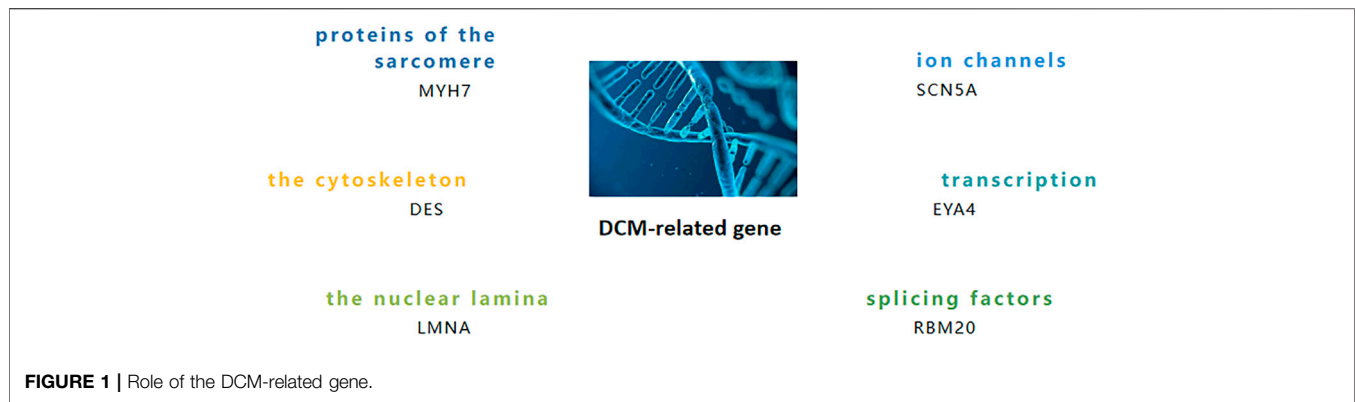 proteins of the
sarcomere
MYH7
the cytoskeleton
DES
the nuclear lamina
LMNA
DCM-related gene
ion channels
SCN5A
transcription
EYA4
splicing factors
RBM20
FIGURE 1 | Role of the DCM-related gene.